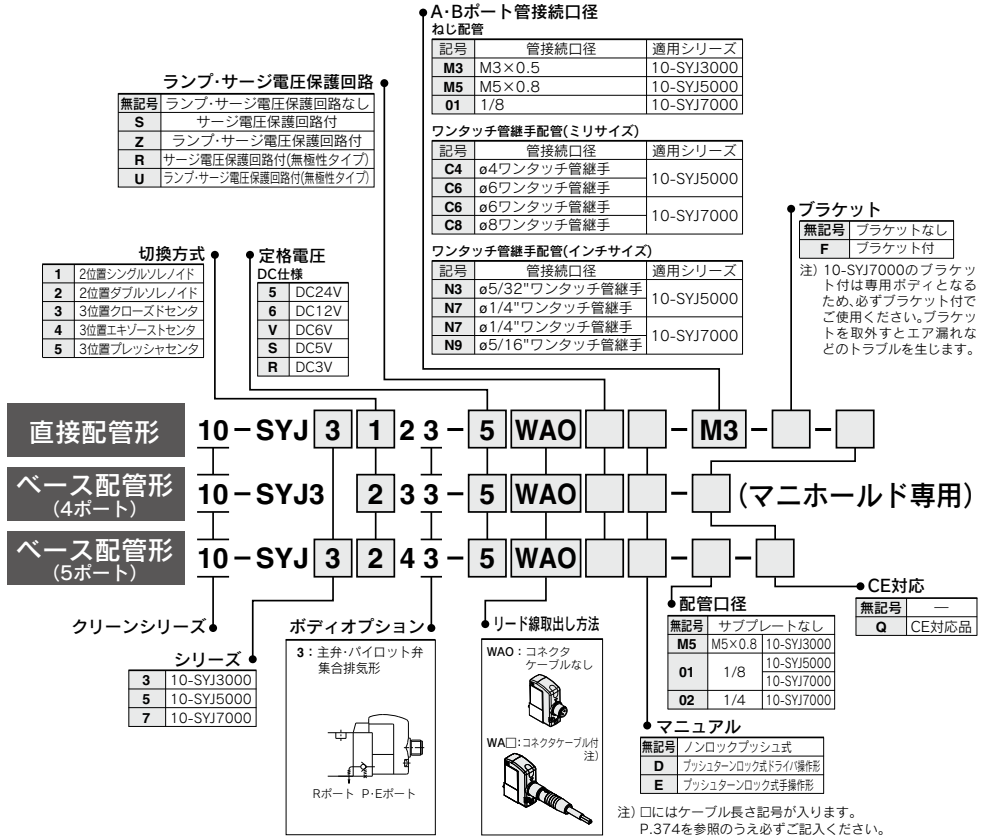 A･Bポート管接続口径
ねじ配管
記号 管接続口径 適用シリーズ
M3 M3×0.5 10-SYJ3000
M5 M5×0.8 10-SYJ5000
01 1/8 10-SYJ7000
ワンタッチ管継手配管(ミリサイズ)
記号 管接続口径 適用シリーズ
C4 ø4ワンタッチ管継手 10-SYJ5000
C6 ø6ワンタッチ管継手
C6 ø6ワンタッチ管継手 10-SYJ7000
C8 ø8ワンタッチ管継手
ワンタッチ管継手配管(インチサイズ)
記号 管接続口径 適用シリーズ
N3 ø5/32"ワンタッチ管継手 10-SYJ5000
N7 ø1/4"ワンタッチ管継手
N7 ø1/4"ワンタッチ管継手 10-SYJ7000
N9 ø5/16"ワンタッチ管継手
ランプ･サージ電圧保護回路
無記号 ランプ･サージ電圧保護回路なし
S サージ電圧保護回路付
Z ランプ･サージ電圧保護回路付
R サージ電圧保護回路付(無極性タイプ)
U ランプ･サージ電圧保護回路付(無極性タイプ)
ブラケット
無記号 ブラケットなし
F ブラケット付
注) 10-SYJ7000のブラケッ
ト付は専用ボディとなる
ため、必ずブラケット付で
ご使用ください。ブラケッ
トを取外すとエア漏れな
どのトラブルを生じます。
切換方式
1 2位置シングルソレノイド
2 2位置ダブルソレノイド
3 3位置クローズドセンタ
4 3位置エキゾーストセンタ
5 3位置プレッシャセンタ
定格電圧
DC仕様
5 DC24V
6 DC12V
V DC6V
S DC5V
R DC3V
直接配管形 10－SYJ 3 1 2 3－5 WAO － M3－ －
ベース配管形
(4ポート)
10－SYJ3 2 3 3－5 WAO － (マニホールド専用)
ベース配管形
(5ポート)
10－SYJ 3 2 4 3－5 WAO － －
クリーンシリーズ
シリーズ
3 10-SYJ3000
5 10-SYJ5000
7 10-SYJ7000
ボディオプション
3：主弁･パイロット弁
集合排気形
Rポート P･Eポート
リード線取出し方法
WAO：コネクタ
ケーブルなし
WA□：コネクタケーブル付
注)
配管口径
無記号 サブプレートなし
M5 M5×0.8 10-SYJ3000
01 1/8 10-SYJ5000
10-SYJ7000
02 1/4 10-SYJ7000
CE対応
無記号 ―
Q CE対応品
マニュアル
無記号 ノンロックプッシュ式
D プッシュターンロック式ドライバ操作形
E プッシュターンロック式手操作形
注) □にはケーブル長さ記号が入ります。
P.374を参照のうえ必ずご記入ください。